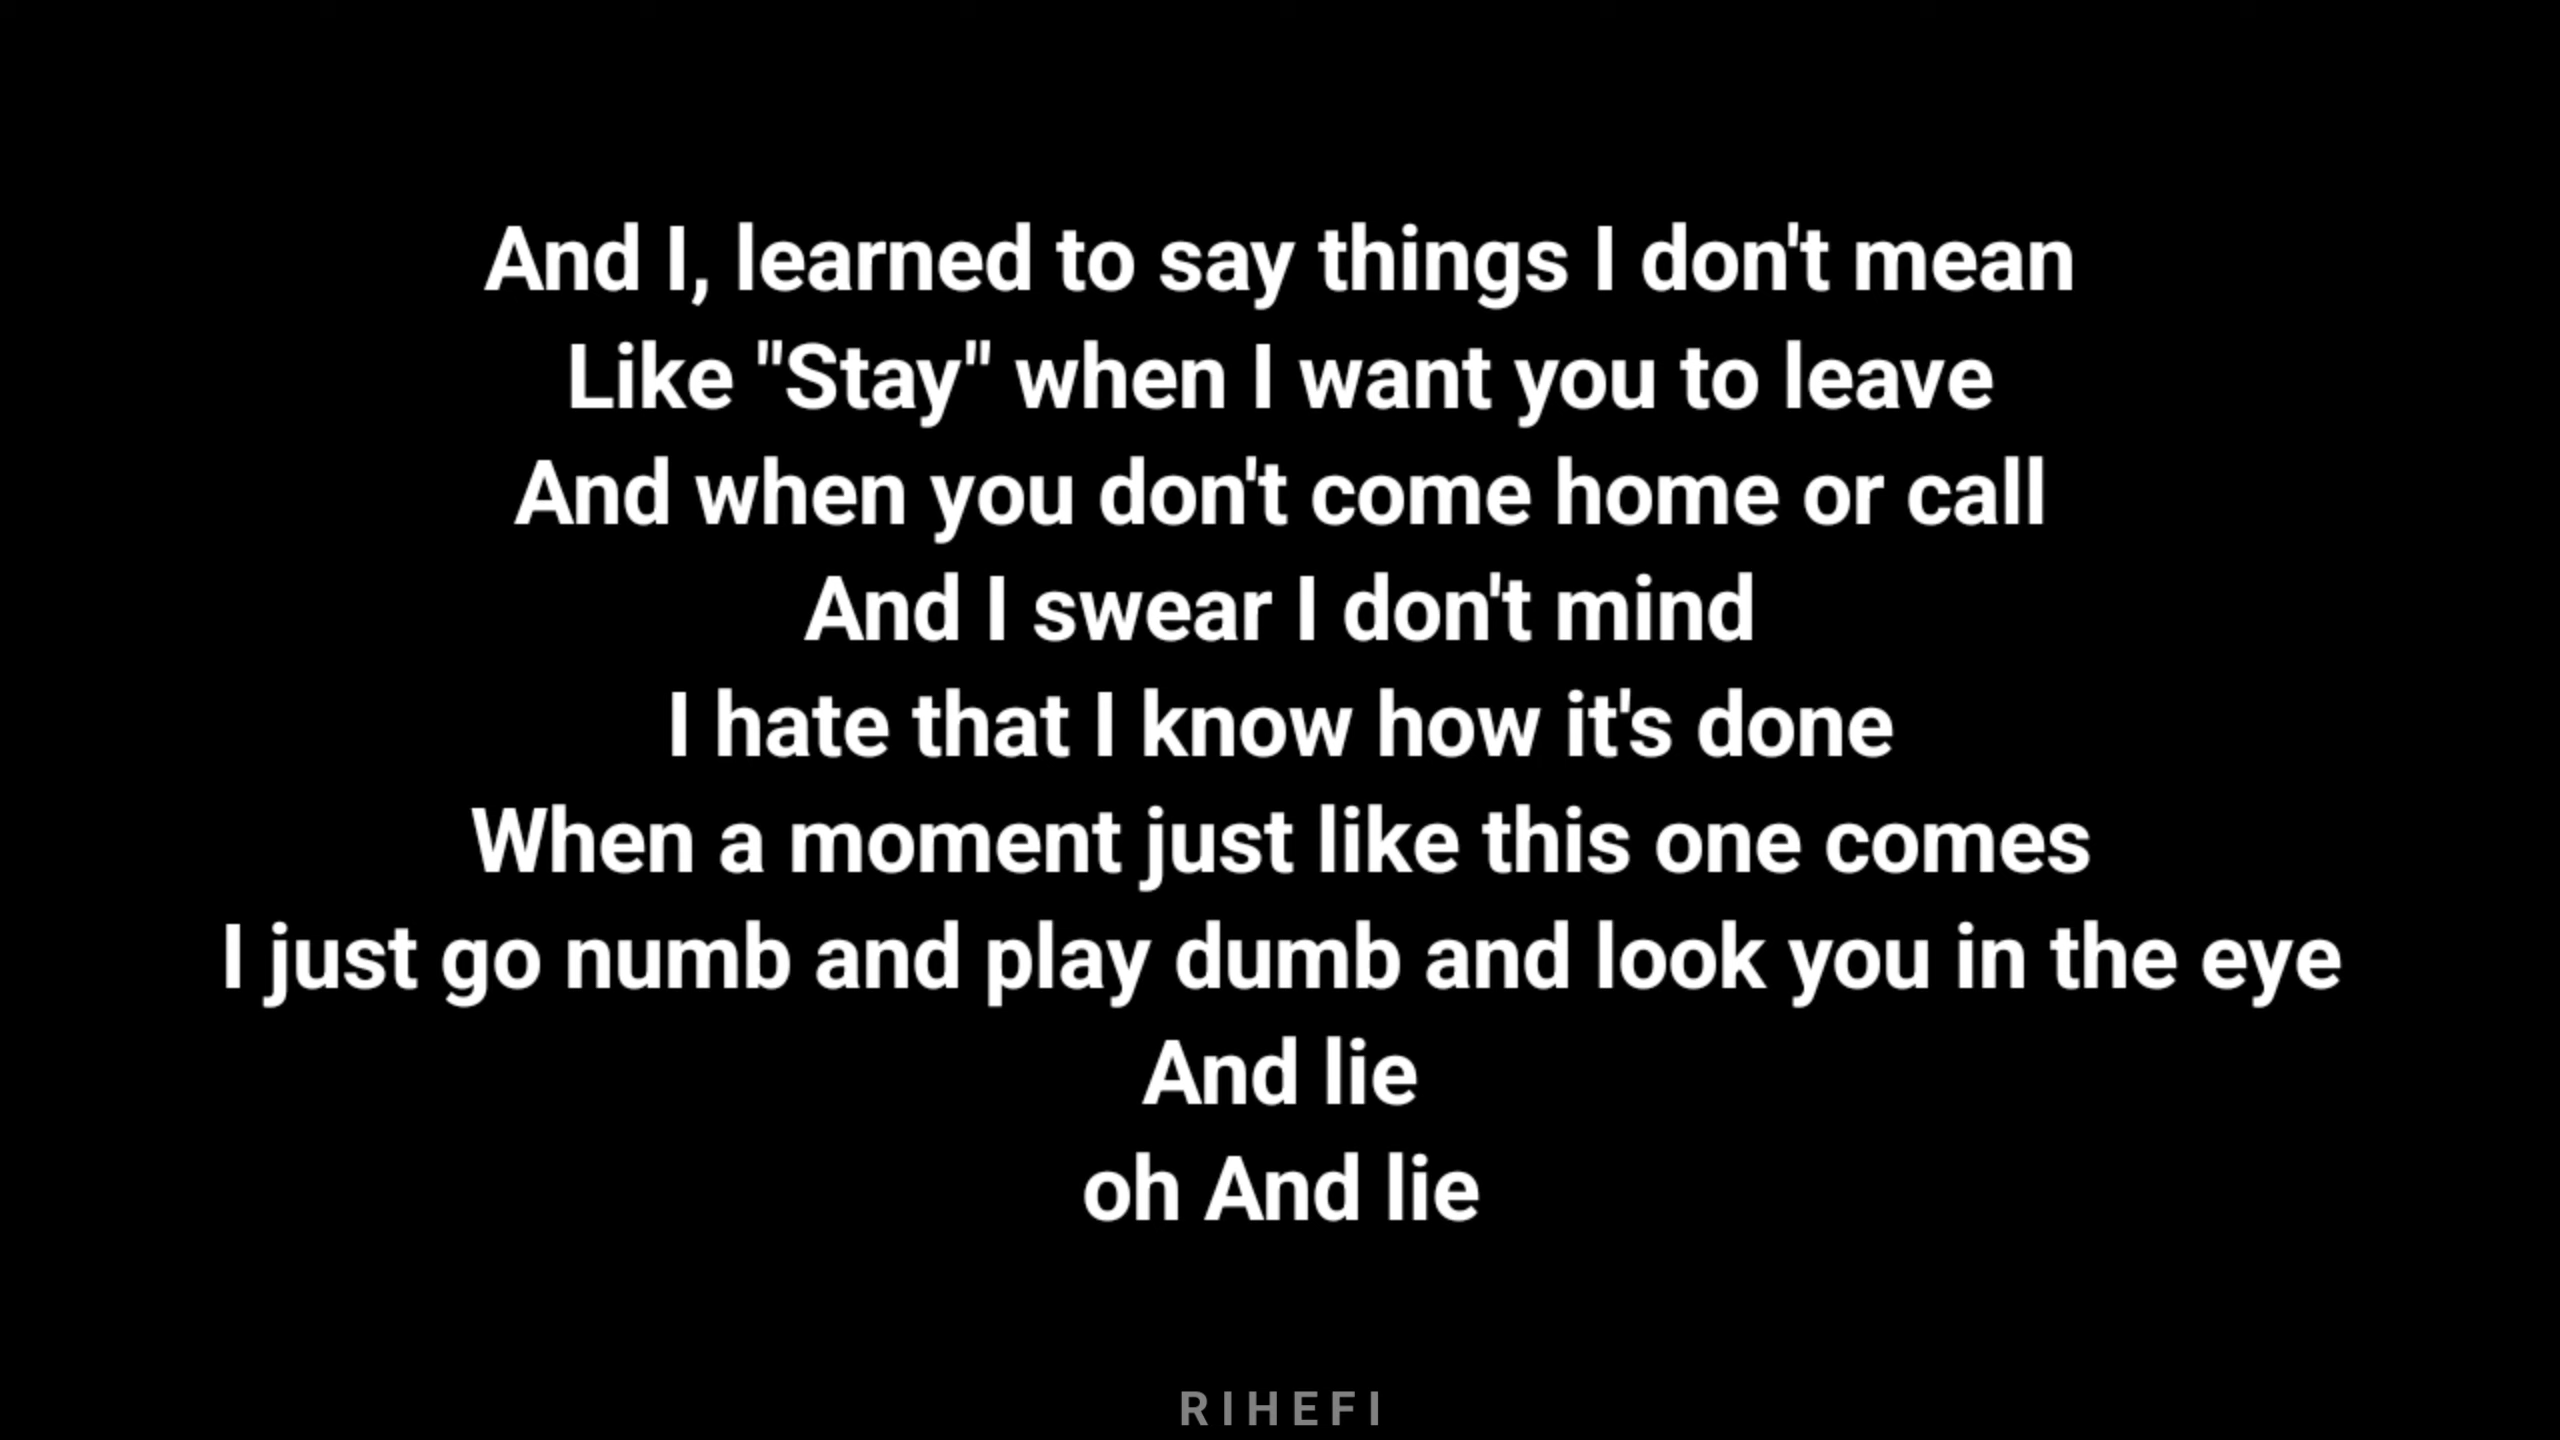 And I, learned to say things I don't mean
Like "Stay" when I want you to leave
And when you don't come home or call
And I swear I don't mind
I hate that I know how it's done
When a moment just like this one comes
I just go numb and play dumb and look you in the eye
And lie
oh And lie
RIHEFI